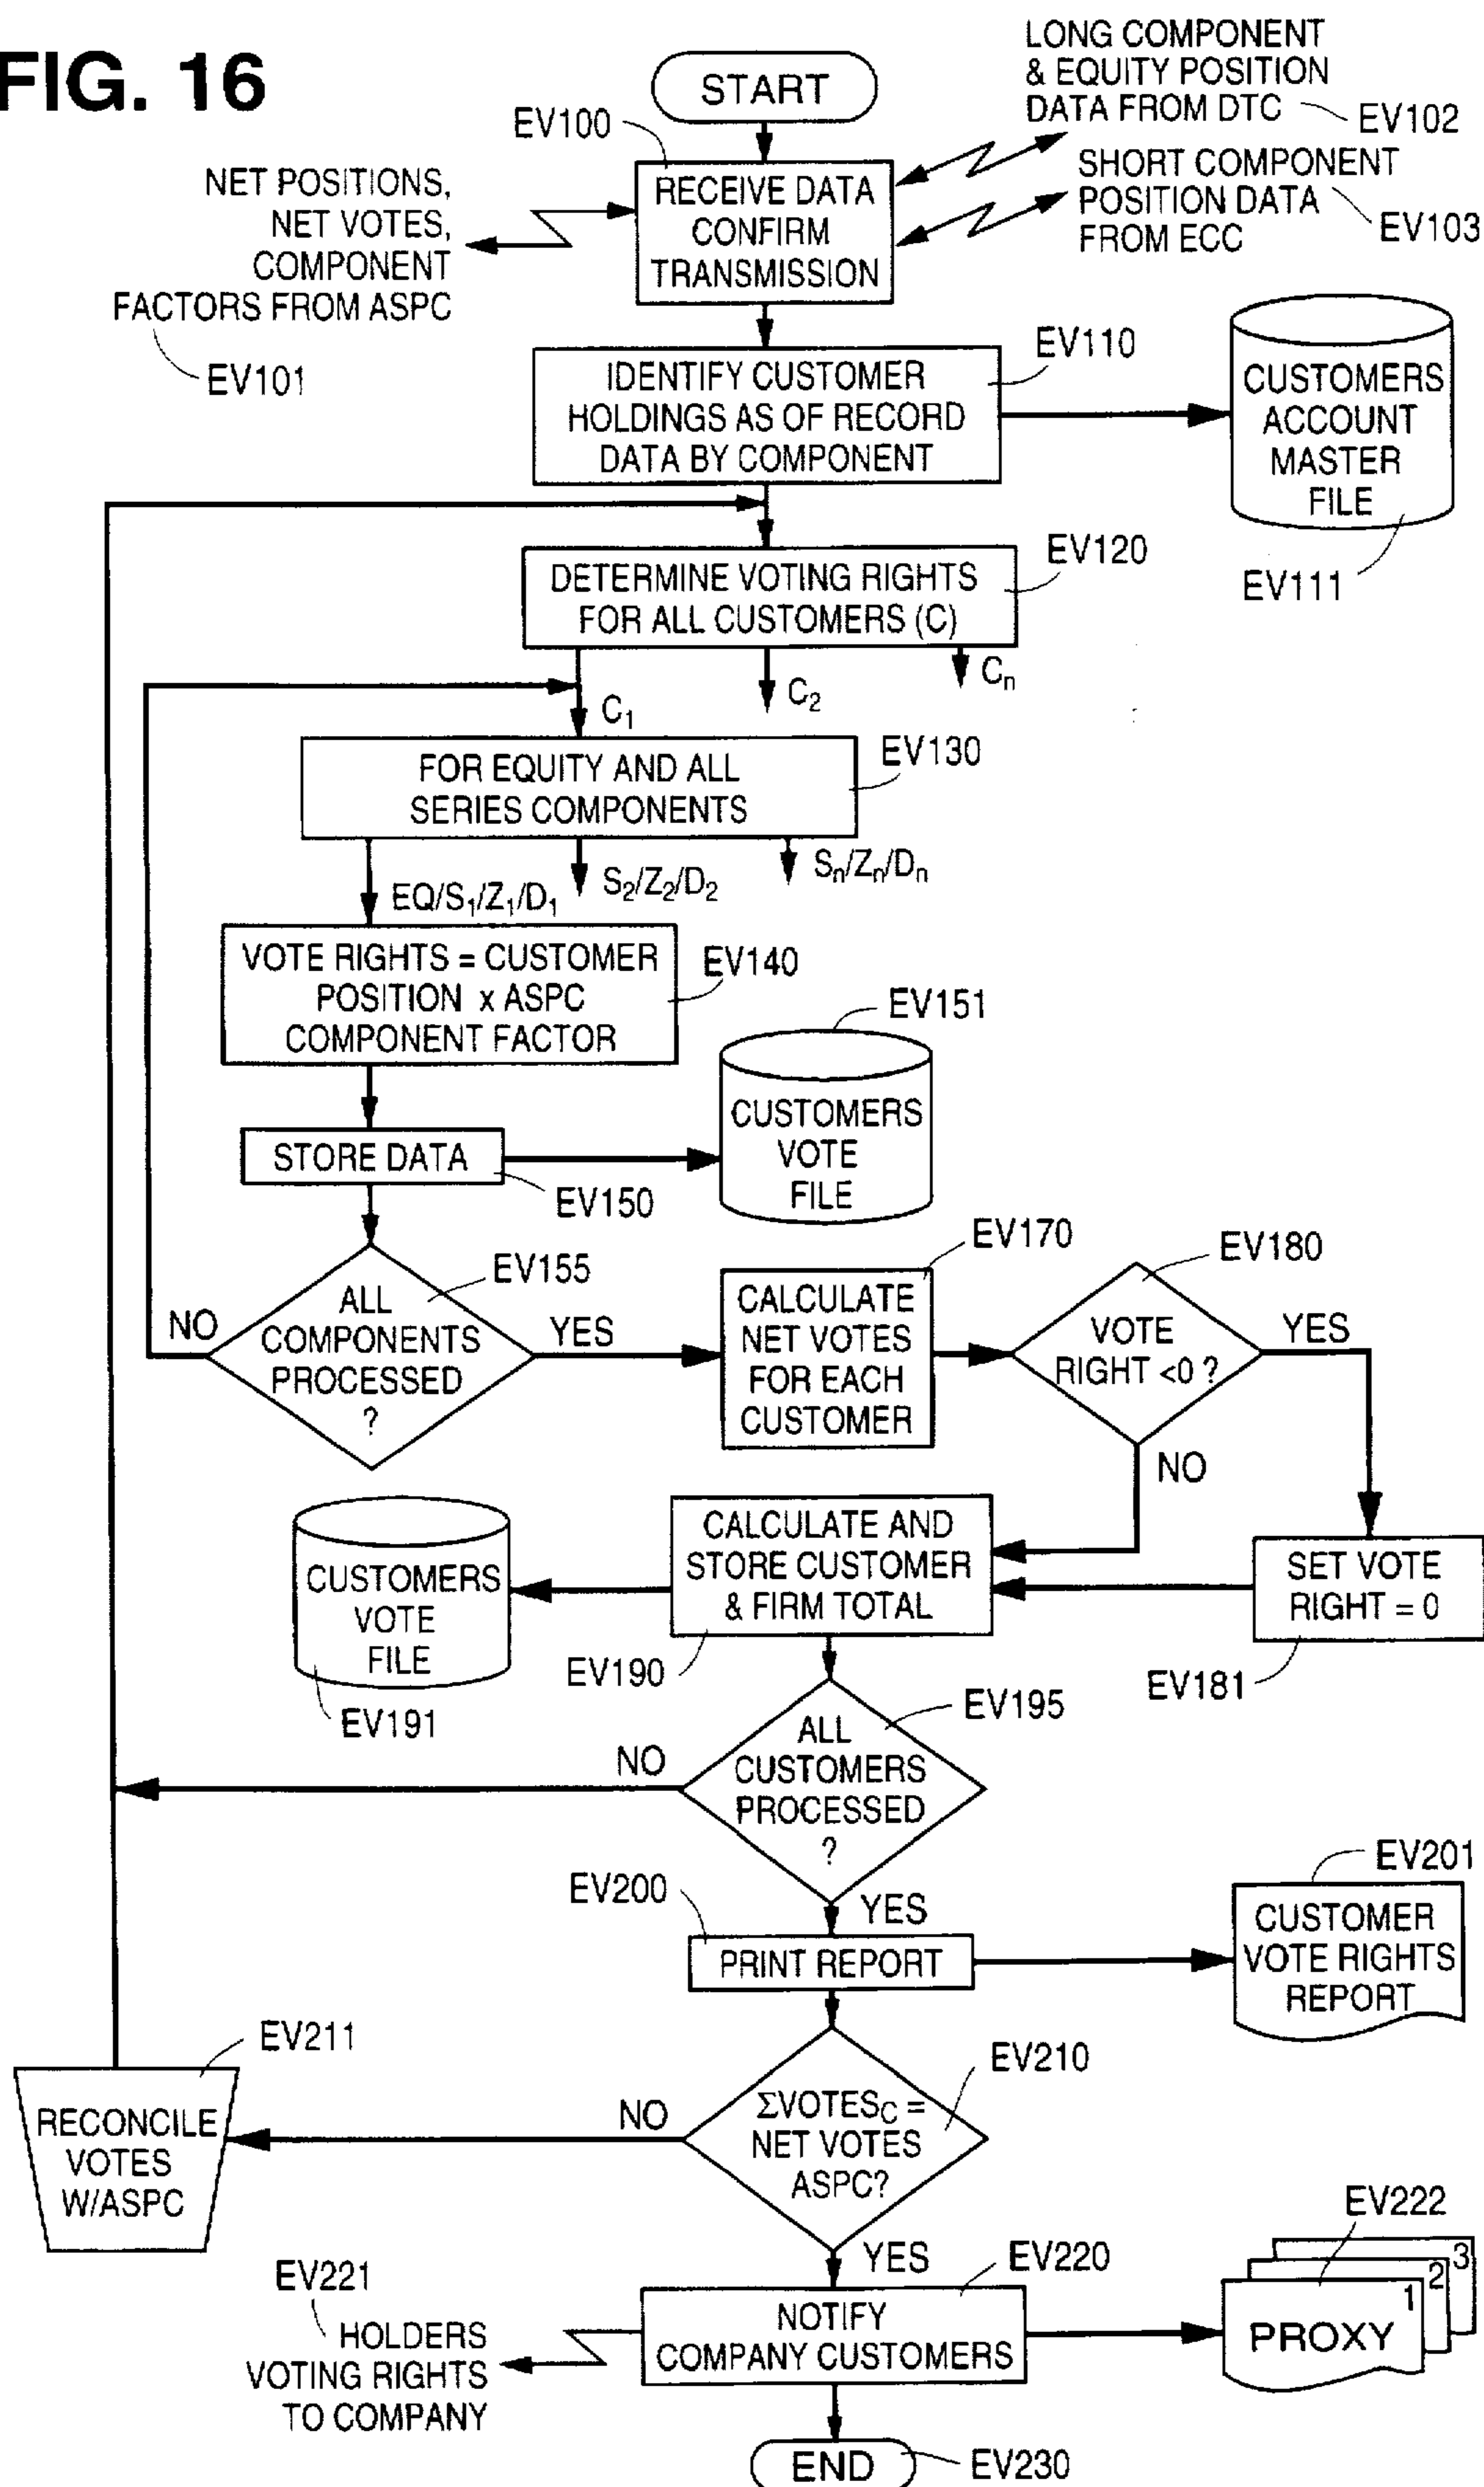 FIG. 16
START
LONG COMPONENT
& EQUITY POSITION
DATA FROM DTC
EV102
EV100
RECEIVE DATA
CONFIRM
TRANSMISSION
SHORT COMPONENT
POSITION DATA
FROM ECC
EV103
NET POSITIONS,
NET VOTES,
COMPONENT
FACTORS FROM ASPC
EV101
IDENTIFY CUSTOMER
HOLDINGS AS OF RECORD
DATA BY COMPONENT
EV110
CUSTOMERS
ACCOUNT
MASTER
FILE
EV111
DETERMINE VOTING RIGHTS
FOR ALL CUSTOMERS (C)
EV120
C1
C2
Cn
FOR EQUITY AND ALL
SERIES COMPONENTS
EV130
EQ/S1/Z1/D1
S2/Z2/D2
Sn/Zn/Dn
VOTE RIGHTS = CUSTOMER
POSITION x ASPC
COMPONENT FACTOR
EV140
EV151
CUSTOMERS
VOTE
FILE
STORE DATA
EV150
ALL
COMPONENTS
PROCESSED
?
EV155
NO
YES
CALCULATE
NET VOTES
FOR EACH
CUSTOMER
EV170
VOTE
RIGHT <0 ?
EV180
YES
NO
SET VOTE
RIGHT = 0
EV181
CALCULATE AND
STORE CUSTOMER
& FIRM TOTAL
EV190
CUSTOMERS
VOTE
FILE
EV191
ALL
CUSTOMERS
PROCESSED
?
EV195
NO
YES
EV200
PRINT REPORT
EV201
CUSTOMER
VOTE RIGHTS
REPORT
EV210
ΣVOTESC =
NET VOTES
ASPC?
NO
YES
EV211
RECONCILE
VOTES
W/ASPC
EV220
NOTIFY
COMPANY CUSTOMERS
EV221
HOLDERS
VOTING RIGHTS
TO COMPANY
EV222
1
2
3
PROXY
END
EV230